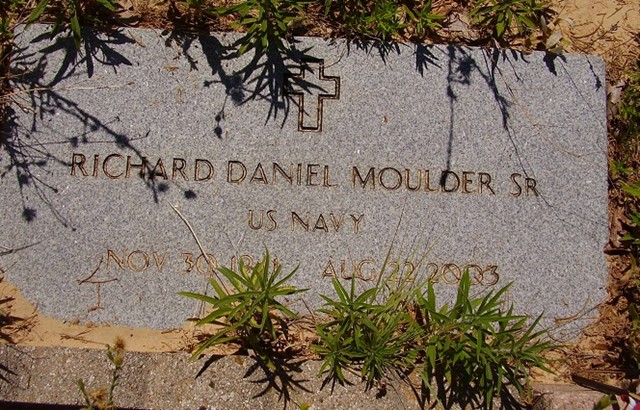 RICHARD DANIEL MOULDER SR
US NAVY
NOV 30 AUG 22 2003